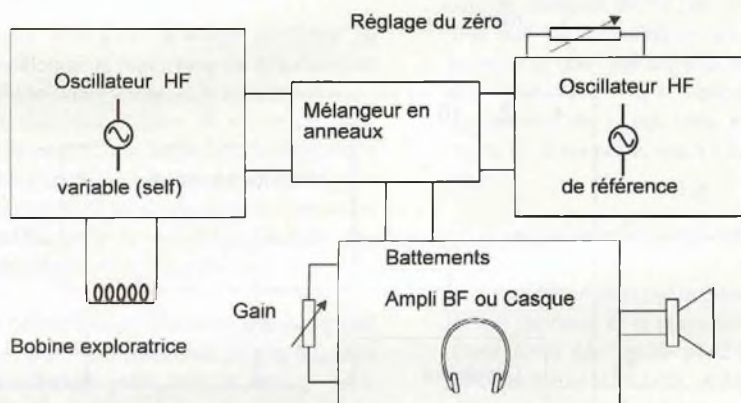 Réglage du zéro
Oscillateur HF
variable (self)
Mélangeur en
anneaux
Oscillateur HF
de référence
Bobine exploratrice
Gain
Battements
Ampli BF ou Casque